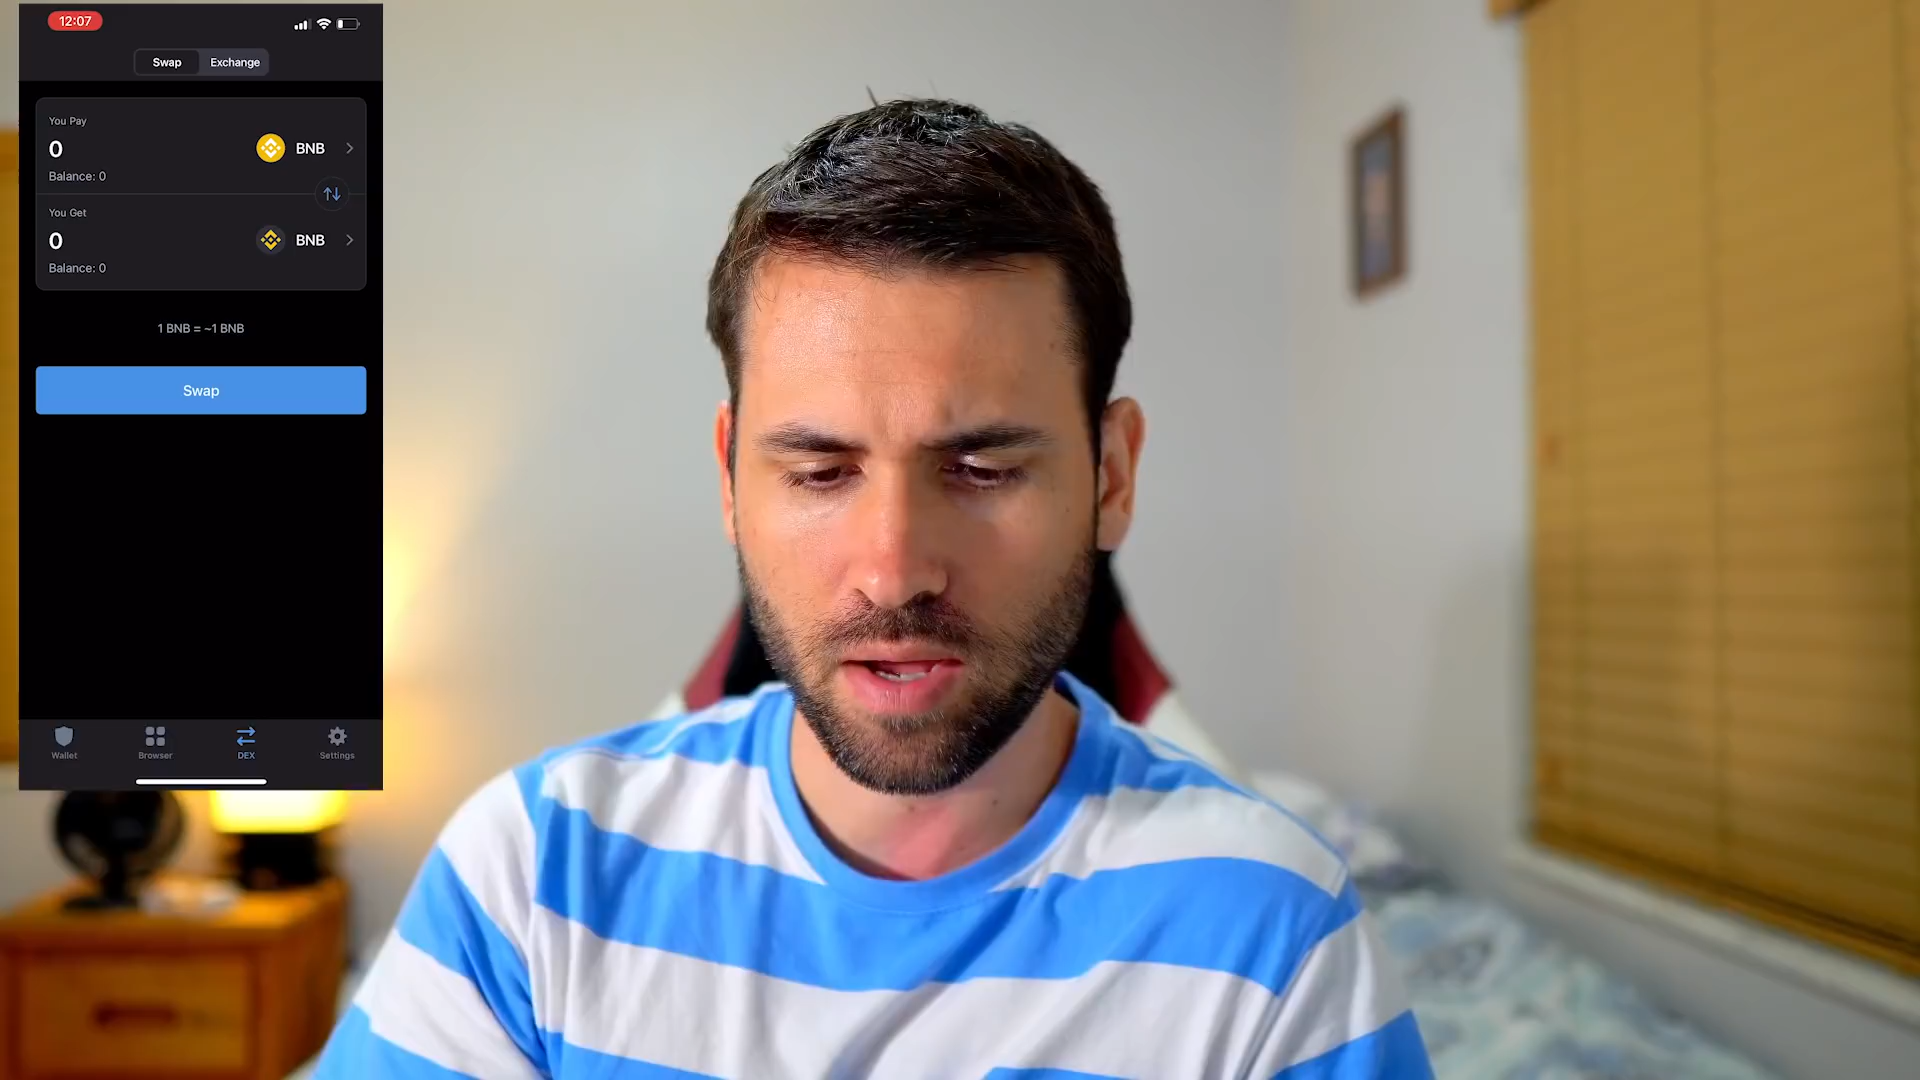 12:07
Swap Exchange
You Pay
0 BNB
Balance: 0
You Get
0 BNB
Balance: 0
1 BNB = ~1 BNB
Swap
Wallet Browser DEX Settings